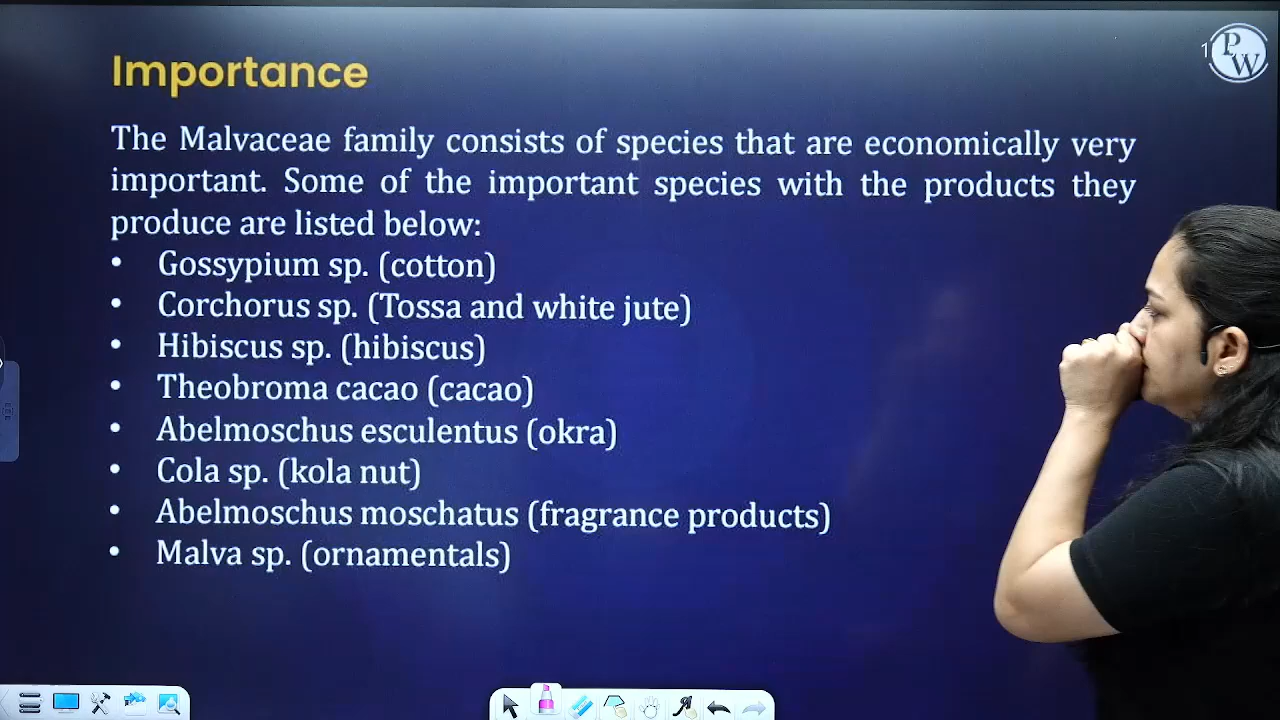 Importance
1 PW
The Malvaceae family consists of species that are economically very
important. Some of the important species with the products they
produce are listed below:
• Gossypium sp. (cotton)
• Corchorus sp. (Tossa and white jute)
• Hibiscus sp. (hibiscus)
• Theobroma cacao (cacao)
• Abelmoschus esculentus (okra)
• Cola sp. (kola nut)
• Abelmoschus moschatus (fragrance products)
• Malva sp. (ornamentals)